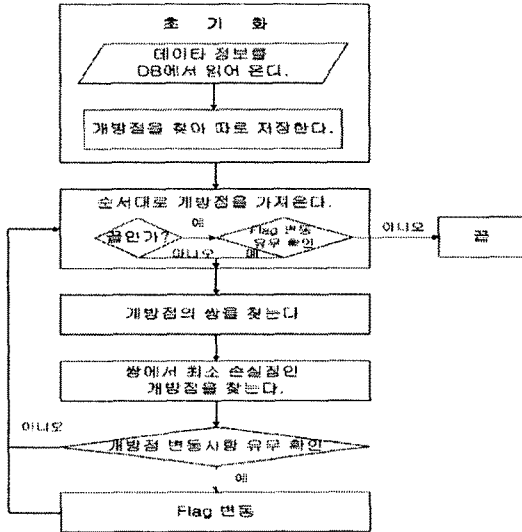 초 기 화
데이타 정보를
DB에서 읽어 온다.
개방점을 찾아 따로 저장한다.
순서대로 개방점을 가져온다.
끝인가?
예
Flag 변동
유무 확인
아니오
끝
아니오
예
개방점의 쌍을 찾는다
쌍에서 최소 손실점인
개방점을 찾는다.
아니오
개방점 변동사항 유무 확인
예
Flag 변동